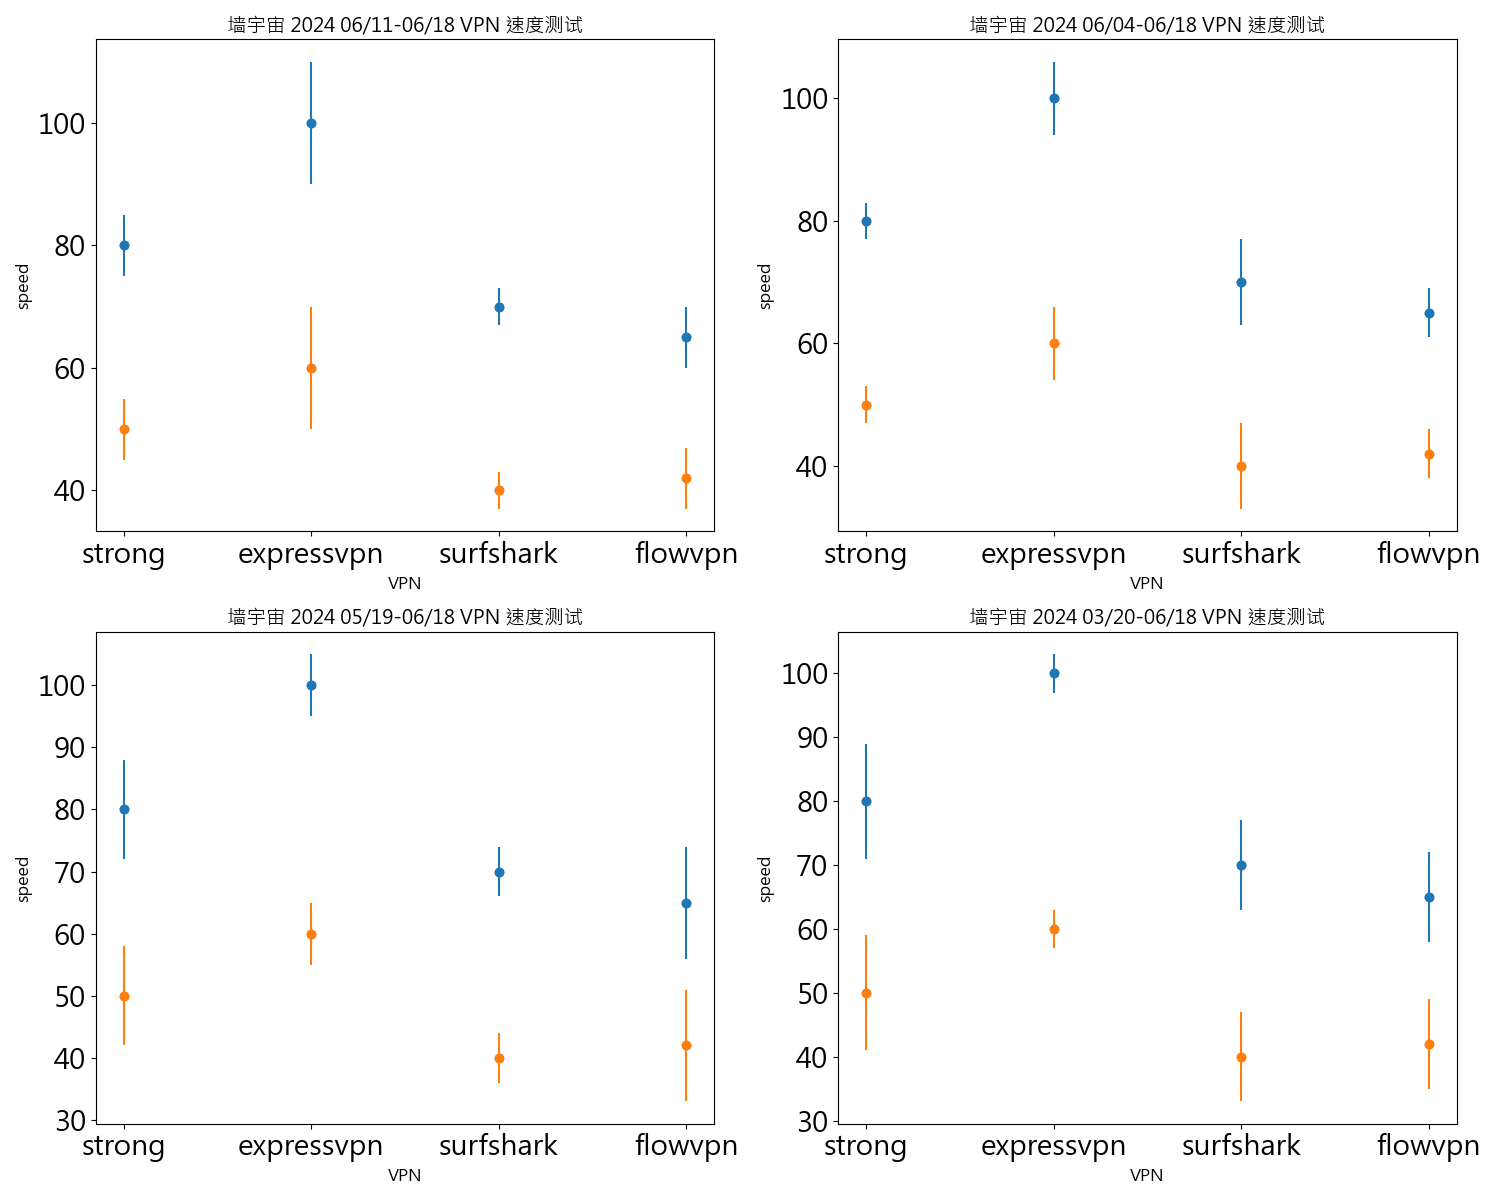 墙宇宙 2024 06/11-06/18 VPN 速度测试
100
80
60
40
speed
strong expressvpn surfshark flowvpn
VPN
墙宇宙 2024 06/04-06/18 VPN 速度测试
100
80
60
40
speed
strong expressvpn surfshark flowvpn
VPN
墙宇宙 2024 05/19-06/18 VPN 速度测试
100
90
80
70
60
50
40
30
speed
strong expressvpn surfshark flowvpn
VPN
墙宇宙 2024 03/20-06/18 VPN 速度测试
100
90
80
70
60
50
40
30
speed
strong expressvpn surfshark flowvpn
VPN